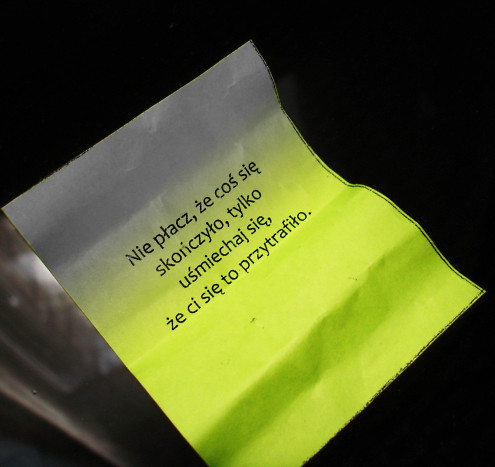 Nie płacz, że coś się
skończyło, tylko
uśmiechaj się,
że ci się to przytrafiło.